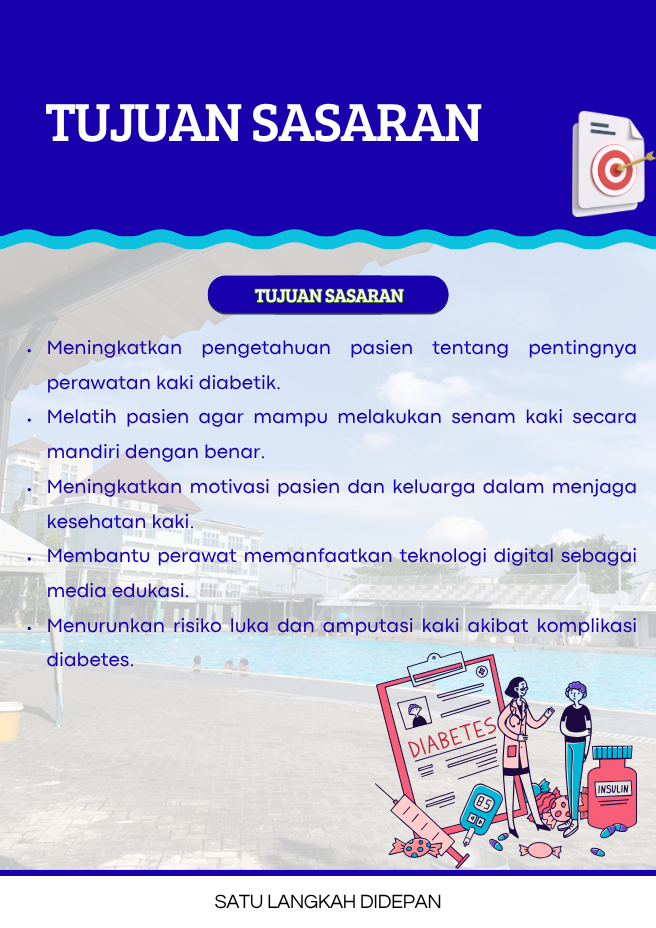 TUJUAN SASARAN
TUJUAN SASARAN
• Meningkatkan pengetahuan pasien tentang pentingnya
perawatan kaki diabetik.
• Melatih pasien agar mampu melakukan senam kaki secara
mandiri dengan benar.
• Meningkatkan motivasi pasien dan keluarga dalam menjaga
kesehatan kaki.
• Membantu perawat memanfaatkan teknologi digital sebagai
media edukasi.
• Menurunkan risiko luka dan amputasi kaki akibat komplikasi
diabetes.
DIABETES
85
INSULIN
SATU LANGKAH DIDEPAN